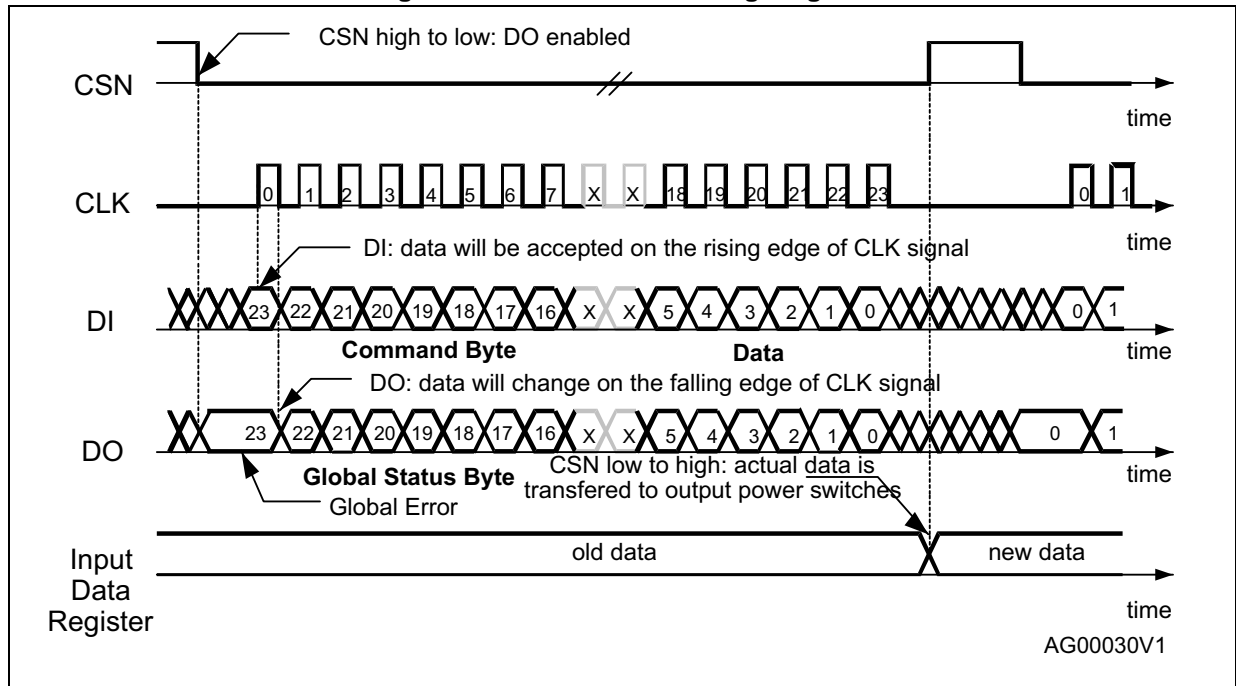 CSN high to low: DO enabled
CSN
time
0 1 2 3 4 5 6 7 X X 18 19 20 21 22 23 0 1
CLK
time
DI: data will be accepted on the rising edge of CLK signal
23 22 21 20 19 18 17 16 X X 5 4 3 2 1 0 0 1
DI
time
Command Byte Data
DO: data will change on the falling edge of CLK signal
23 22 21 20 19 18 17 16 X X 5 4 3 2 1 0 0 1
DO
time
Global Status Byte
CSN low to high: actual data is
transfered to output power switches
Global Error
old data new data
Input
Data
Register
time
AG00030V1